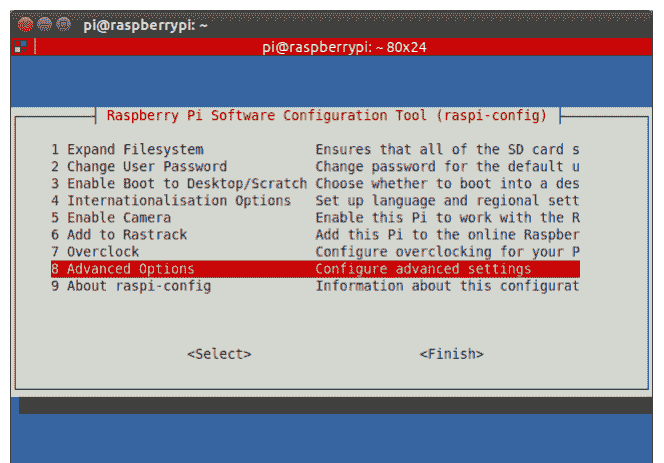 pi@raspberrypi: ~
pi@raspberrypi: ~ 80x24
Raspberry Pi Software Configuration Tool (raspi-config)
1 Expand Filesystem Ensures that all of the SD card s
2 Change User Password Change password for the default u
3 Enable Boot to Desktop/Scratch Choose whether to boot into a des
4 Internationalisation Options Set up language and regional sett
5 Enable Camera Enable this Pi to work with the R
6 Add to Rastrack Add this Pi to the online Raspber
7 Overclock Configure overclocking for your P
8 Advanced Options Configure advanced settings
9 About raspi-config Information about this configurat
<Select> <Finish>